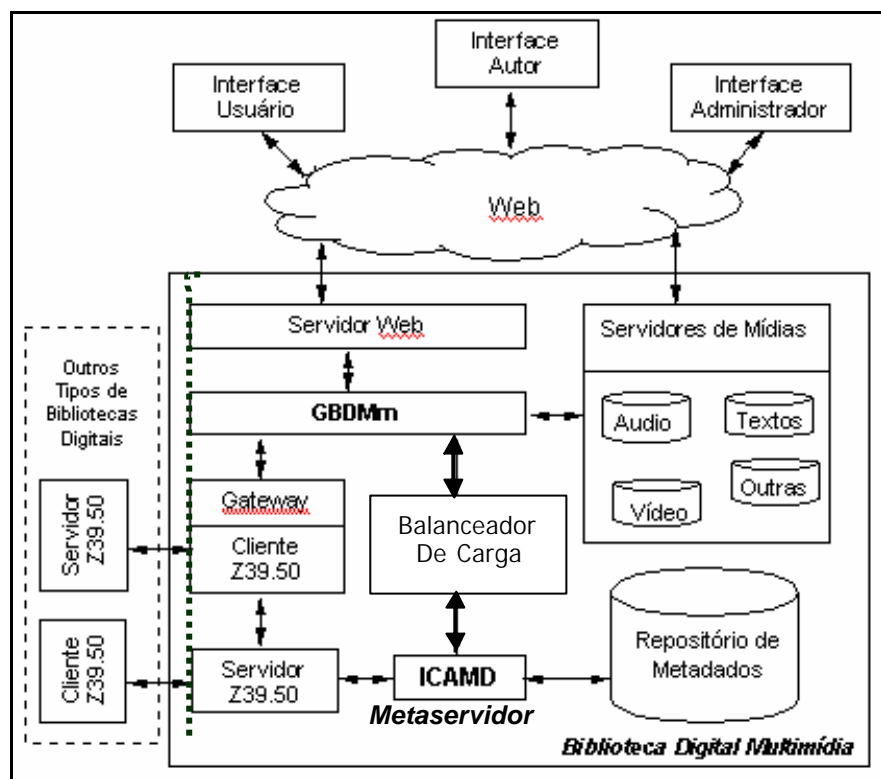 Interface
Autor
Interface
Usuário
Interface
Administrador
Web
Servidor Web
Servidores de Mídias
Outros
Tipos de
Bibliotecas
Digitais
GBDMm
Audio
Textos
Vídeo
Outras
Gateway
Cliente
Z39.50
Balanceador
De Carga
Servidor
Z39.50
Cliente
Z39.50
Servidor
Z39.50
ICAMD
Metaservidor
Repositório de
Metadados
Biblioteca Digital Multimídia